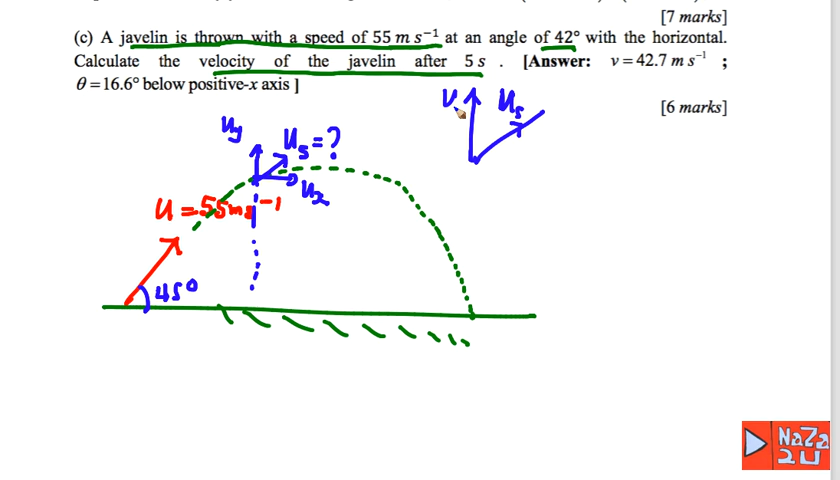 [7 marks]
(c) A javelin is thrown with a speed of 55 m s⁻¹ at an angle of 42° with the horizontal.
Calculate the velocity of the javelin after 5 s . [Answer: v = 42.7 m s⁻¹ ;
θ = 16.6° below positive-x axis ]
[6 marks]
V
U₅
Uy
U₅ = ?
Ux
U = 55 m s⁻¹
45°
NaZa
2U